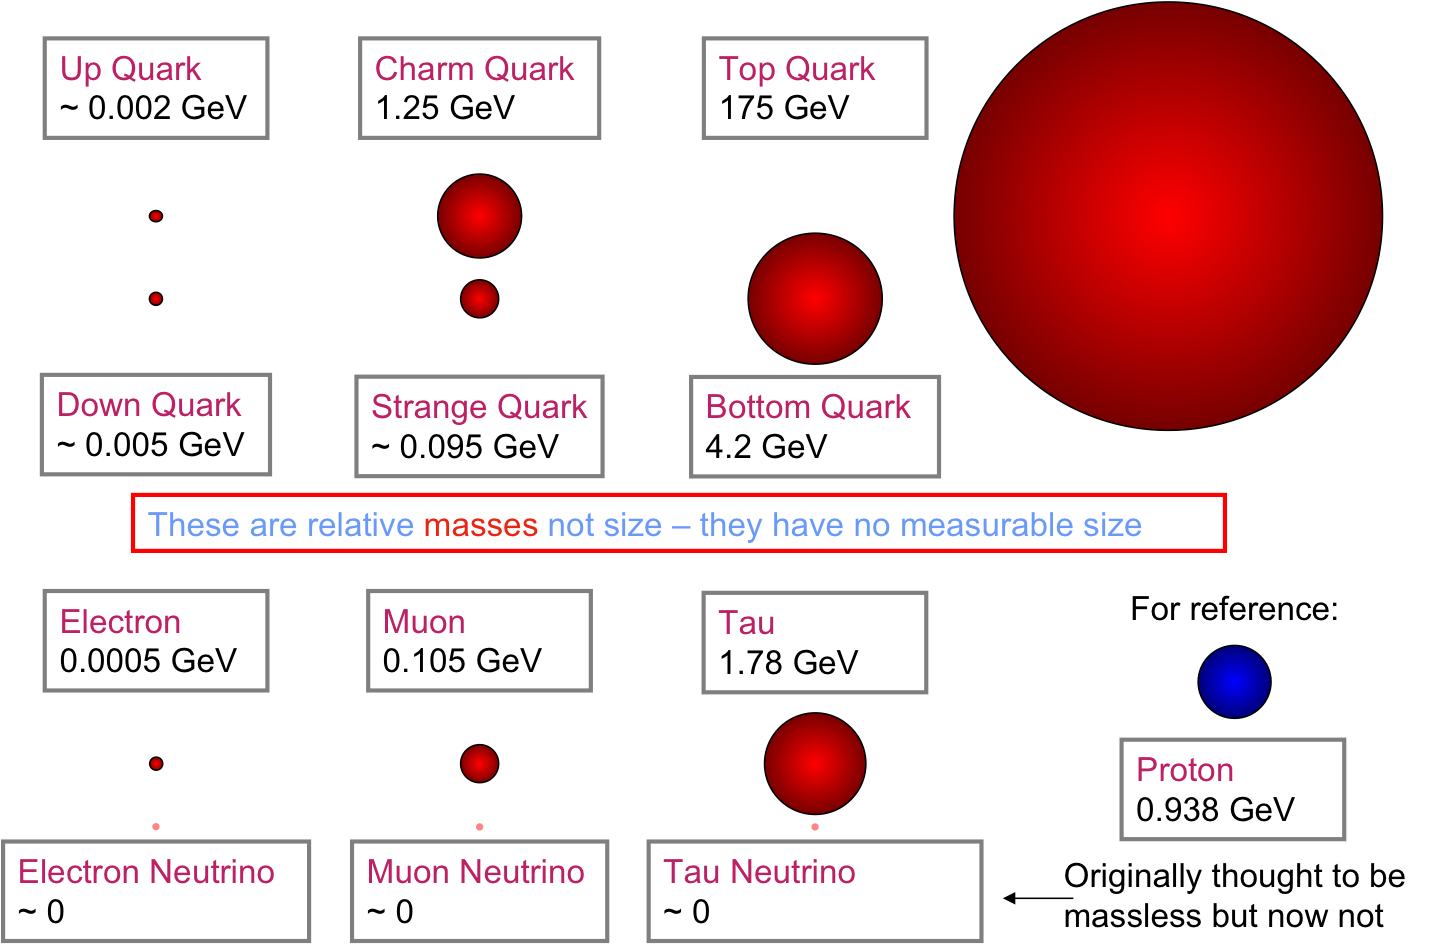 Up Quark
~ 0.002 GeV
Charm Quark
1.25 GeV
Top Quark
175 GeV
Down Quark
~ 0.005 GeV
Strange Quark
~ 0.095 GeV
Bottom Quark
4.2 GeV
These are relative masses not size – they have no measurable size
Electron
0.0005 GeV
Muon
0.105 GeV
Tau
1.78 GeV
For reference:
Proton
0.938 GeV
Electron Neutrino
~ 0
Muon Neutrino
~ 0
Tau Neutrino
~ 0
Originally thought to be
massless but now not